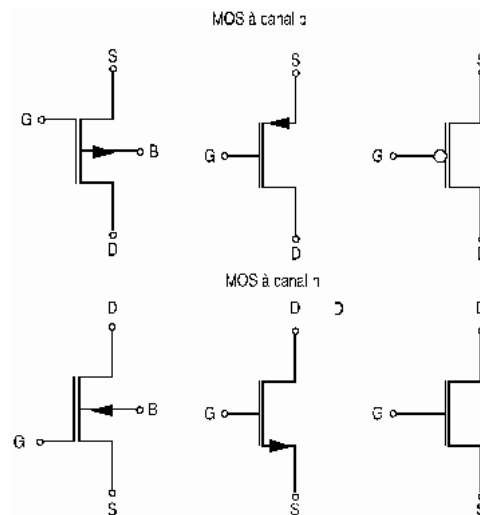 MOS à canal p
S S S
G
B
G G
D D D
MOS à canal n
D D D
B
G G
G
S S S